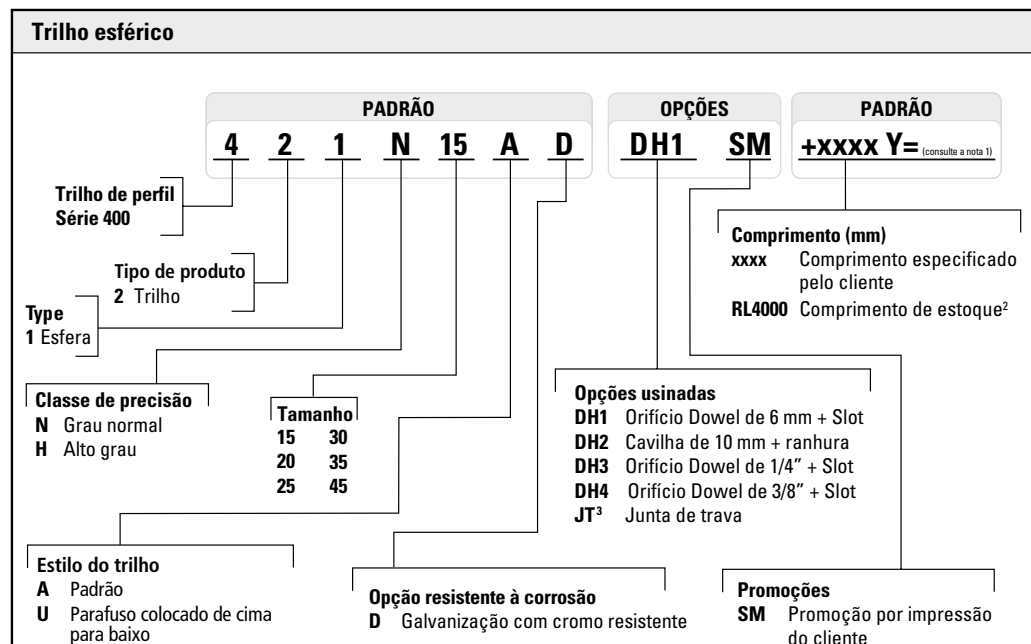 Trilho esférico
PADRÃO
OPÇÕES
PADRÃO
4 2 1 N 15 A D
DH1 SM
+xxxx Y= (consulte a nota 1)
Trilho de perfil
Série 400
Tipo de produto
2 Trilho
Type
1 Esfera
Comprimento (mm)
xxxx Comprimento especificado
pelo cliente
RL4000 Comprimento de estoque²
Classe de precisão
N Grau normal
H Alto grau
Tamanho
15 30
20 35
25 45
Opções usinadas
DH1 Orifício Dowel de 6 mm + Slot
DH2 Cavilha de 10 mm + ranhura
DH3 Orifício Dowel de 1/4″ + Slot
DH4 Orifício Dowel de 3/8″ + Slot
JT³ Junta de trava
Estilo do trilho
A Padrão
U Parafuso colocado de cima
para baixo
Opção resistente à corrosão
D Galvanização com cromo resistente
Promoções
SM Promoção por impressão
do cliente